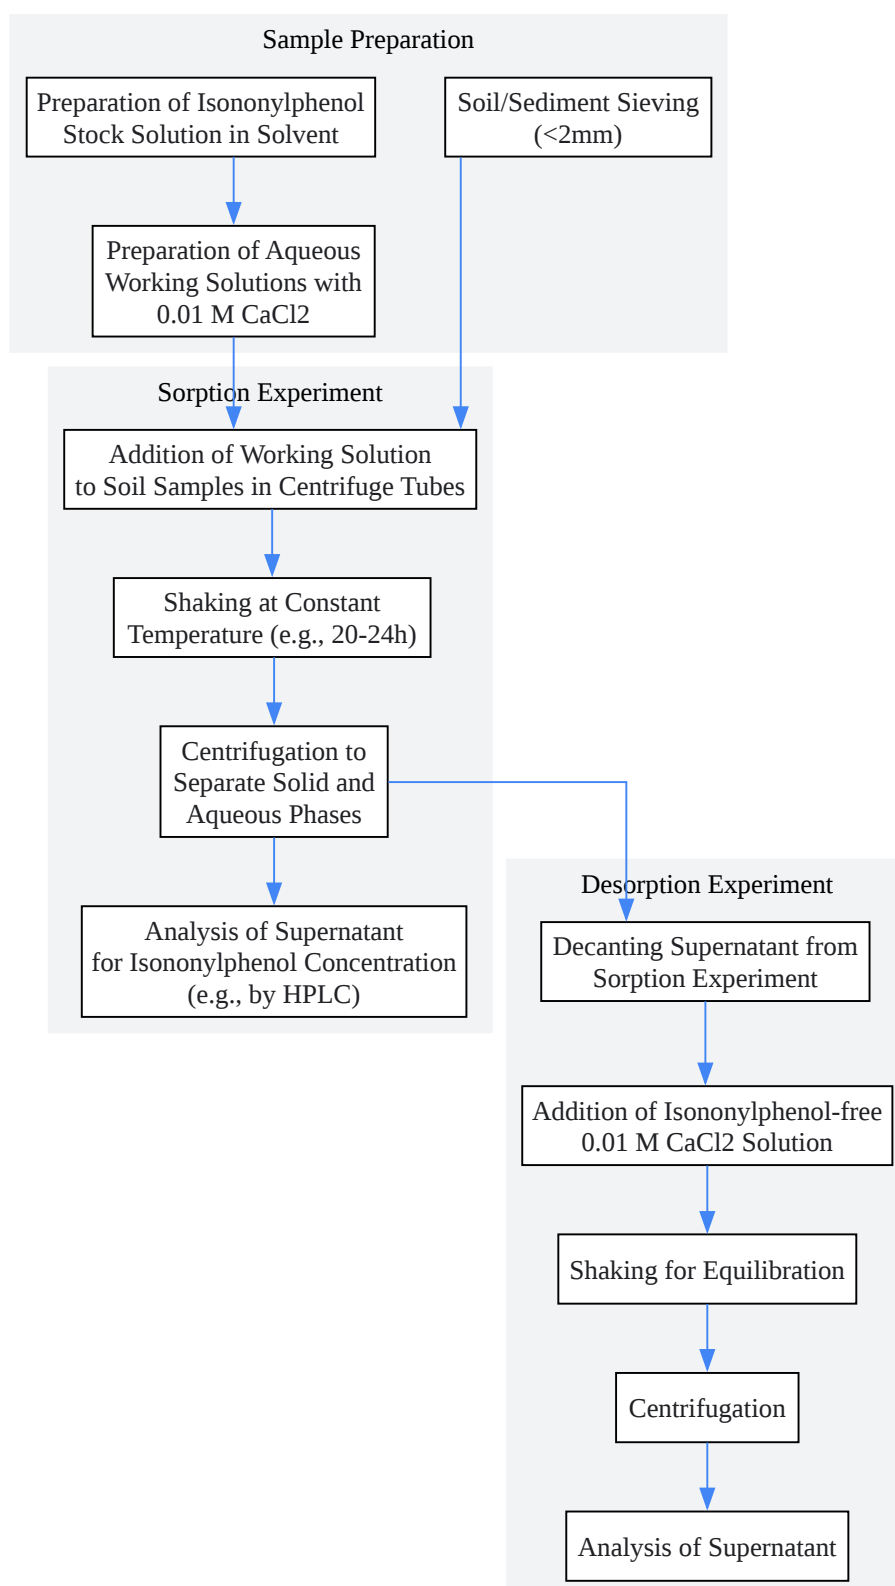 Sample Preparation
Preparation of Isononylphenol
Stock Solution in Solvent
Soil/Sediment Sieving
(<2mm)
Preparation of Aqueous
Working Solutions with
0.01 M CaCl2
Sorption Experiment
Addition of Working Solution
to Soil Samples in Centrifuge Tubes
Shaking at Constant
Temperature (e.g., 20-24h)
Centrifugation to
Separate Solid and
Aqueous Phases
Analysis of Supernatant
for Isononylphenol Concentration
(e.g., by HPLC)
Desorption Experiment
Decanting Supernatant from
Sorption Experiment
Addition of Isononylphenol-free
0.01 M CaCl2 Solution
Shaking for Equilibration
Centrifugation
Analysis of Supernatant